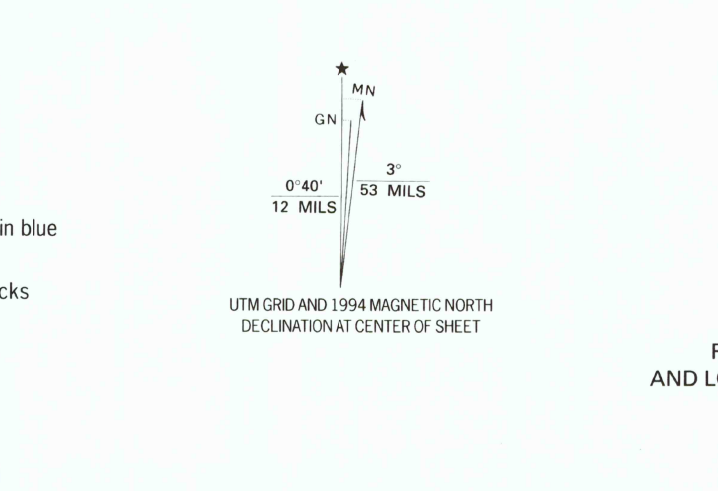 ★
MN
GN
3°
53 MILS
0°40'
12 MILS
in blue
cks
UTM GRID AND 1994 MAGNETIC NORTH
DECLINATION AT CENTER OF SHEET
F
AND LO